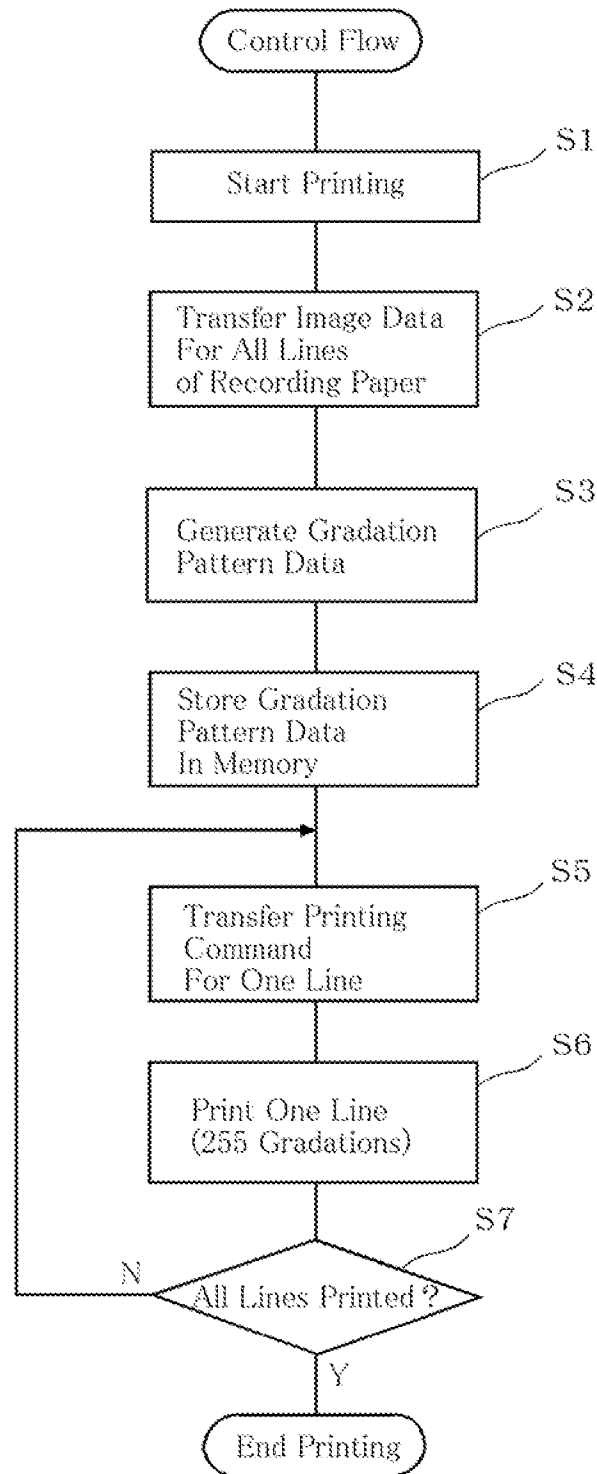 Control Flow
S1
Start Printing
S2
Transfer Image Data
For All Lines
of Recording Paper
S3
Generate Gradation
Pattern Data
S4
Store Gradation
Pattern Data
In Memory
S5
Transfer Printing
Command
For One Line
S6
Print One Line
(255 Gradations)
S7
N
All Lines Printed?
Y
End Printing